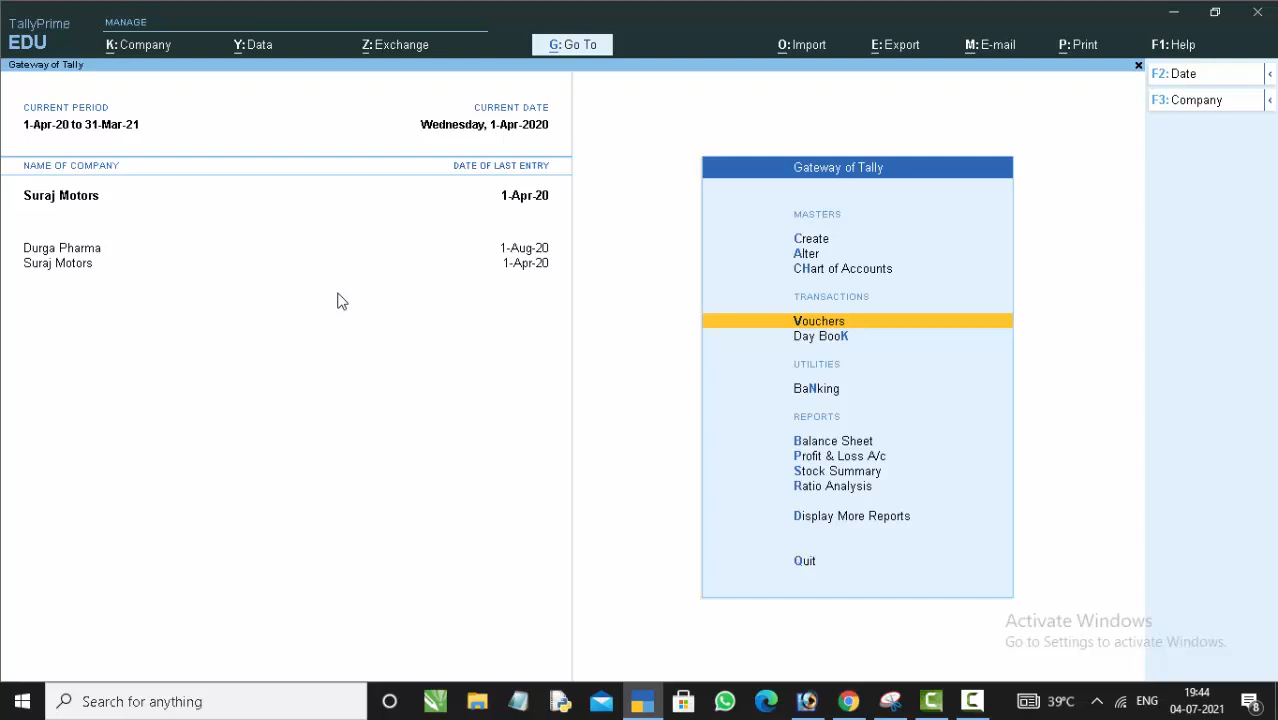 TallyPrime
EDU
MANAGE
K: Company
Y: Data
Z: Exchange
G: Go To
O: Import
E: Export
M: E-mail
P: Print
F1: Help
Gateway of Tally
CURRENT PERIOD
CURRENT DATE
1-Apr-20 to 31-Mar-21
Wednesday, 1-Apr-2020
NAME OF COMPANY
DATE OF LAST ENTRY
Suraj Motors
1-Apr-20
Durga Pharma
1-Aug-20
Suraj Motors
1-Apr-20
Gateway of Tally
MASTERS
Create
Alter
CHart of Accounts
TRANSACTIONS
Vouchers
Day BooK
UTILITIES
BaNking
REPORTS
Balance Sheet
Profit & Loss A/c
Stock Summary
Ratio Analysis
Display More Reports
Quit
F2: Date
F3: Company
Activate Windows
Go to Settings to activate Windows.
Search for anything
39°C
ENG
19:44
04-07-2021
8